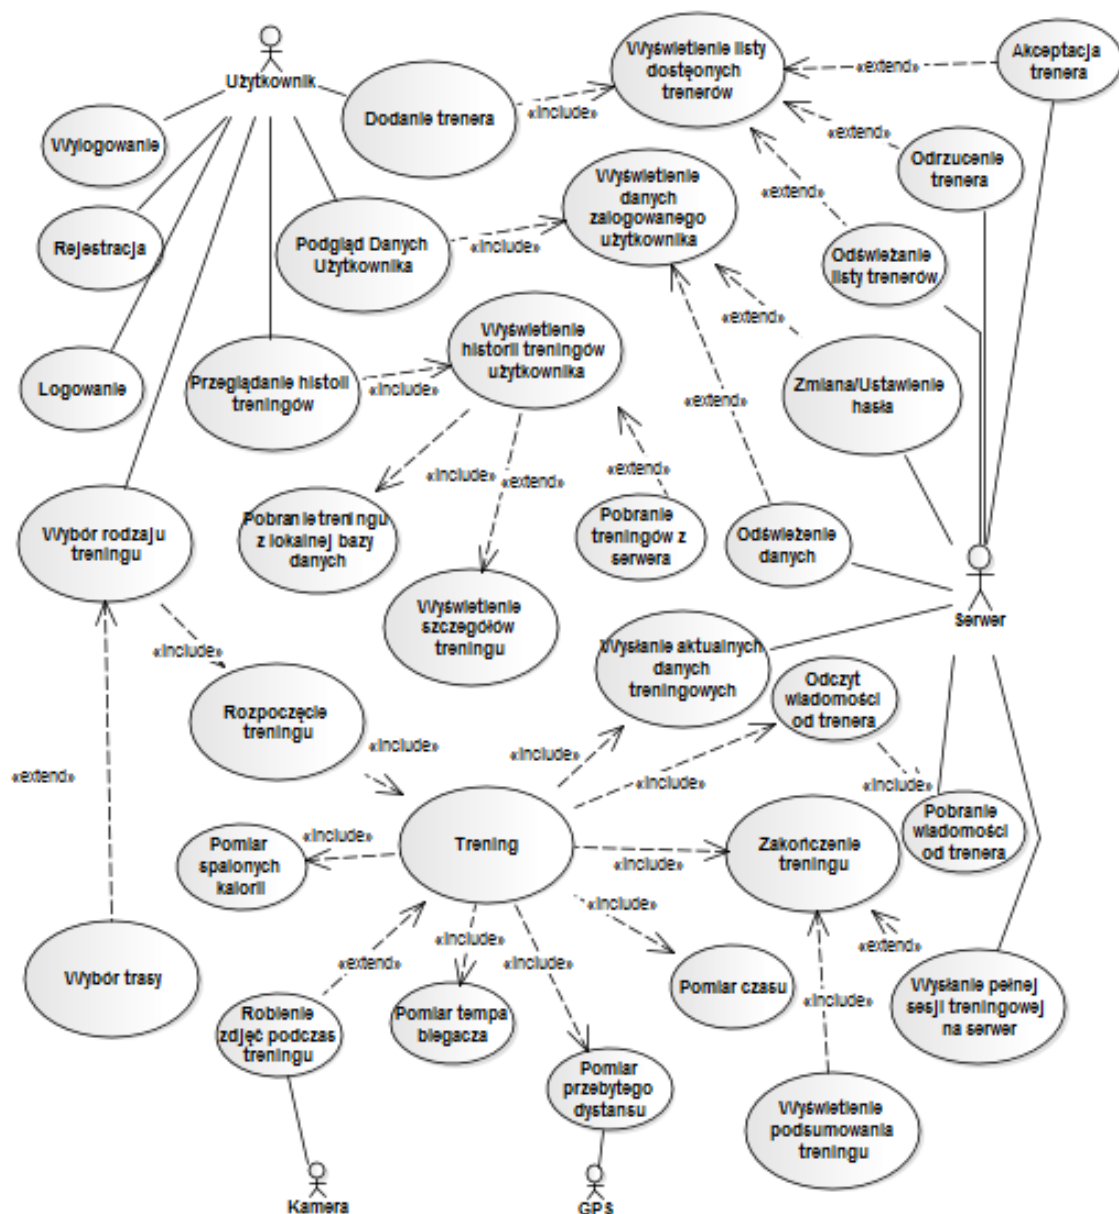 Użytkownik
Wyświetlenie listy
dostęonych
trenerów
Akceptacja
trenera
«extend»
Dodanie trenera
«include»
«extend»
Wylogowanie
Odrzucenie
trenera
Wyświetlenie
danych
zalogowanego
użytkownika
«extend»
Rejestracja
Podgląd Danych
Użytkownika
«include»
Odświeżanie
listy trenerów
«extend»
Wyświetlenie
historii treningów
użytkownika
Logowanie
Przeglądanie histoii
treningów
«include»
Zmiana/Ustawienie
hasła
«extend»
«include»
«extend»
«extend»
Wybór rodzaju
treningu
Pobranie treningu
z lokalnej bazy
danych
Pobranie
treningów z
serwera
Odświeżenie
danych
Wyświetlenie
szczegółów
treningu
Serwer
«include»
Wysłanie aktualnych
danych
treningowych
Odczyt
wiadomości
od trenera
Rozpoczęcie
treningu
«include»
«include»
«include»
«extend»
«include»
Pobranie
wiadomości
od trenera
Trening
«include»
Pomiar
spalonych
kalorii
«include»
Zakończenie
treningu
«include»
«include»
«extend»
«include»
«extend»
«include»
Wybór trasy
Pomiar czasu
«include»
Wysłanie pełnej
sesji treningowej
na serwer
Robienie
zdjęć podczas
treningu
Pomiar tempa
biegacza
Pomiar
przebytego
dystansu
Wyświetlenie
podsumowania
treningu
Kamera
GPS